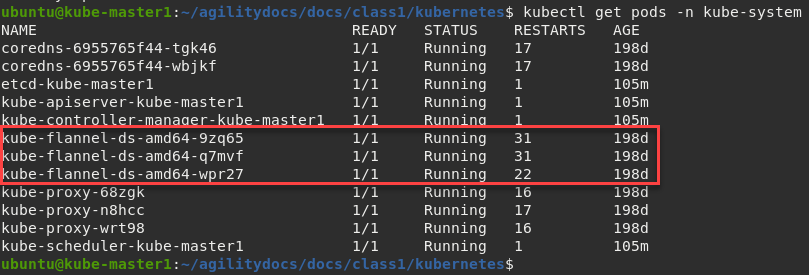 ubuntu@kube-master1:~/agilitydocs/docs/class1/kubernetes$ kubectl get pods -n kube-system
NAME READY STATUS RESTARTS AGE
coredns-6955765f44-tgk46 1/1 Running 17 198d
coredns-6955765f44-wbjkf 1/1 Running 17 198d
etcd-kube-master1 1/1 Running 1 105m
kube-apiserver-kube-master1 1/1 Running 1 105m
kube-controller-manager-kube-master1 1/1 Running 1 105m
kube-flannel-ds-amd64-9zq65 1/1 Running 31 198d
kube-flannel-ds-amd64-q7mvf 1/1 Running 31 198d
kube-flannel-ds-amd64-wpr27 1/1 Running 22 198d
kube-proxy-68zgk 1/1 Running 16 198d
kube-proxy-n8hcc 1/1 Running 17 198d
kube-proxy-wrt98 1/1 Running 16 198d
kube-scheduler-kube-master1 1/1 Running 1 105m
ubuntu@kube-master1:~/agilitydocs/docs/class1/kubernetes$